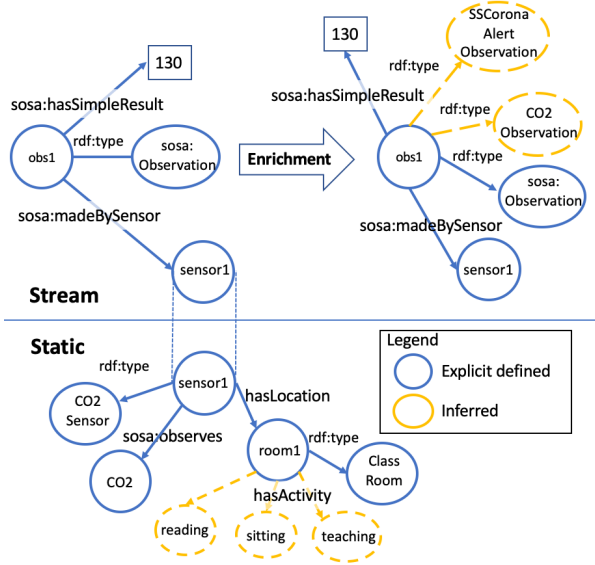 130
sosa:hasSimpleResult
rdf:type
obs1
sosa:
Observation
sosa:madeBySensor
sensor1
Stream
Enrichment
130
SSCorona
Alert
Observation
rdf:type
sosa:hasSimpleResult
rdf:type
CO2
Observation
obs1
rdf:type
sosa:
Observation
sosa:madeBySensor
sensor1
Static
rdf:type
sensor1
CO2
Sensor
hasLocation
sosa:observes
CO2
room1
rdf:type
Class
Room
hasActivity
reading
sitting
teaching
Legend
Explicit defined
Inferred